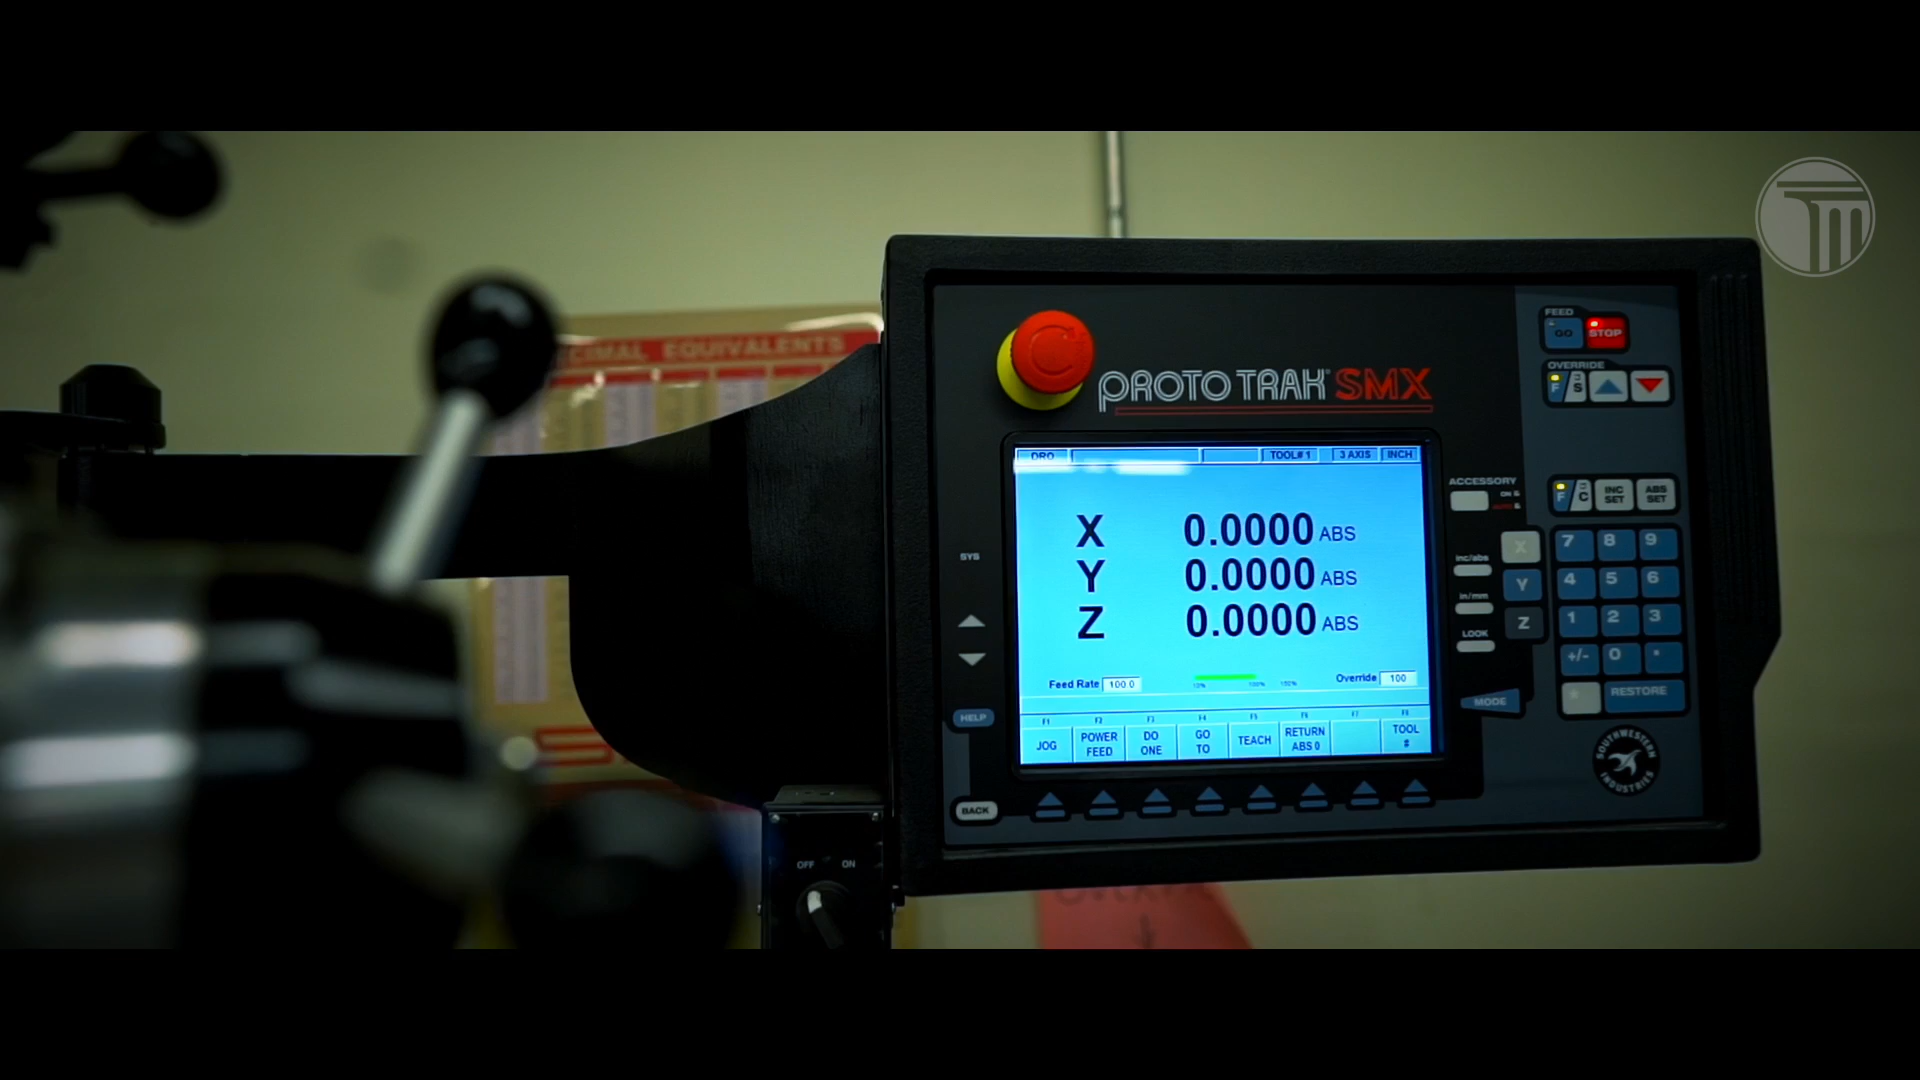 CIMAL EQUIVALENTS
PROTO TRAK SMX
FEED
GO STOP
OVERRIDE
F S
DRO TOOL# 1 3 AXIS INCH
X 0.0000 ABS
Y 0.0000 ABS
Z 0.0000 ABS
Feed Rate 100.0 Override 100
F1 F2 F3 F4 F5 F6 F7 F8
JOG POWER FEED DO ONE GO TO TEACH RETURN ABS 0 TOOL #
SYS
HELP
BACK
ACCESSORY
ON
F C INC SET ABS SET
inc/abs
in/mm
LOOK
MODE
X 7 8 9
Y 4 5 6
Z 1 2 3
+/- 0 .
RESTORE
SOUTHWESTERN
INDUSTRIES
OFF ON